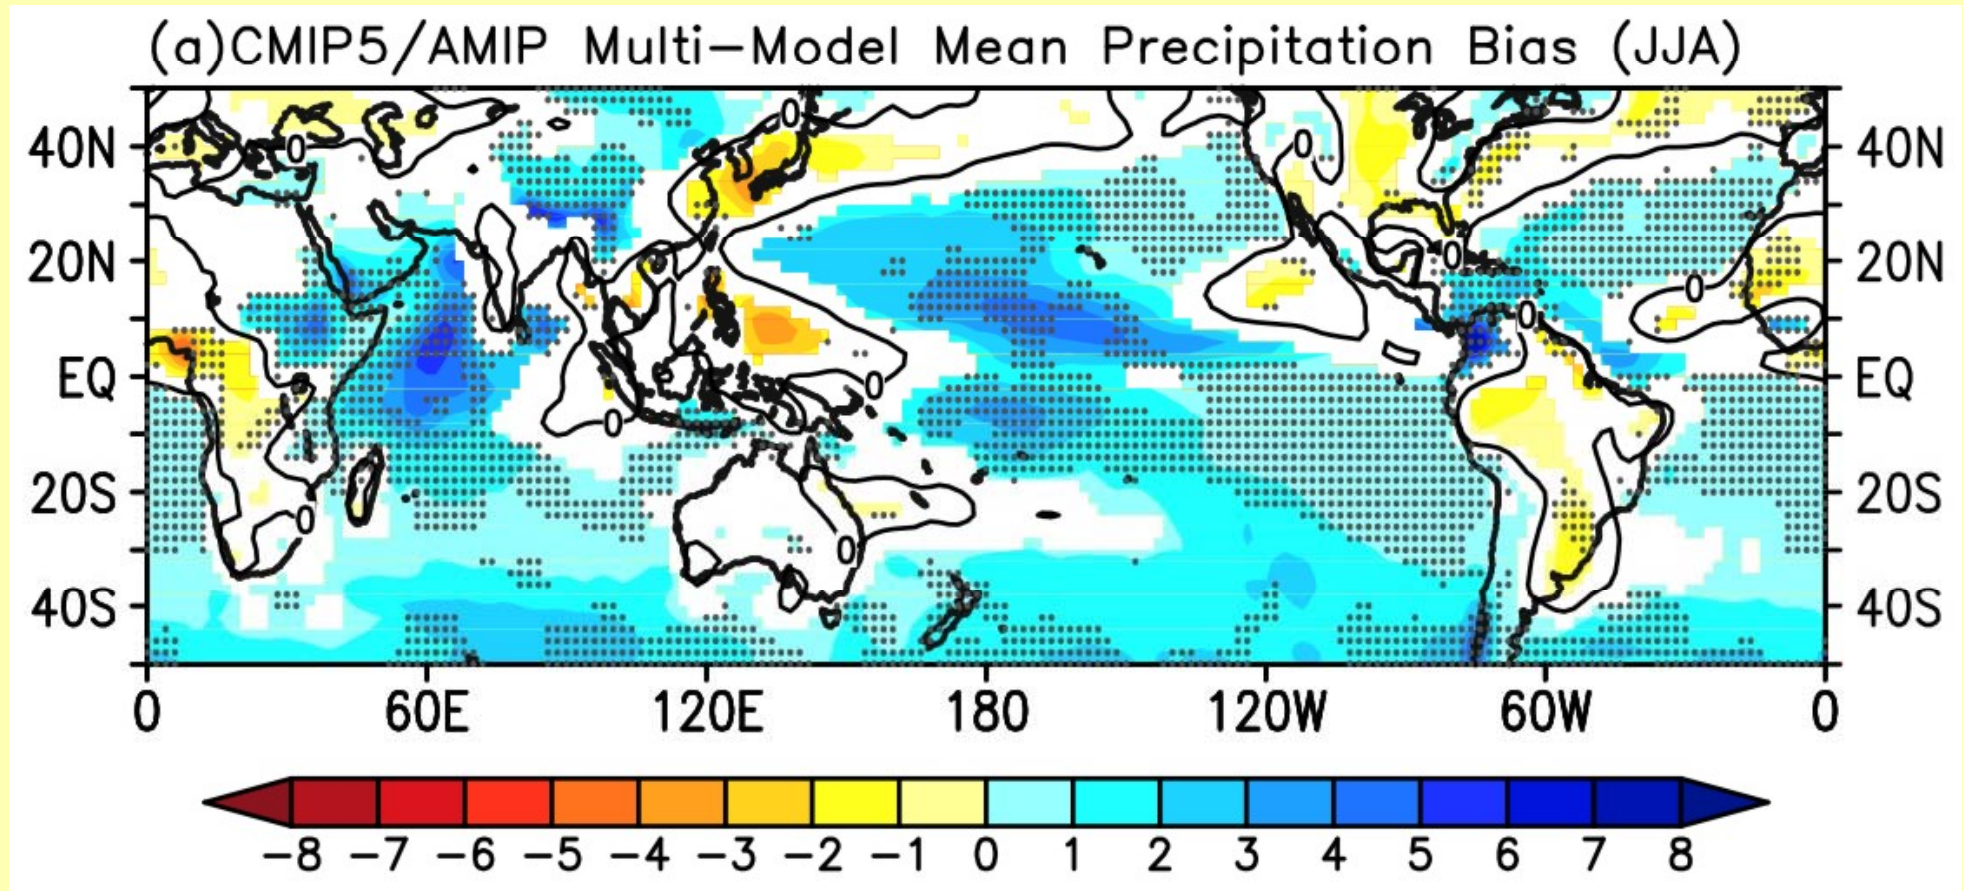 (a)CMIP5/AMIP Multi−Model Mean Precipitation Bias (JJA)
40N 40N
20N 20N
EQ EQ
20S 20S
40S 40S
0 0 0 0 0 0 0 0 0 0 0
0 60E 120E 180 120W 60W 0
−8 −7 −6 −5 −4 −3 −2 −1 0 1 2 3 4 5 6 7 8